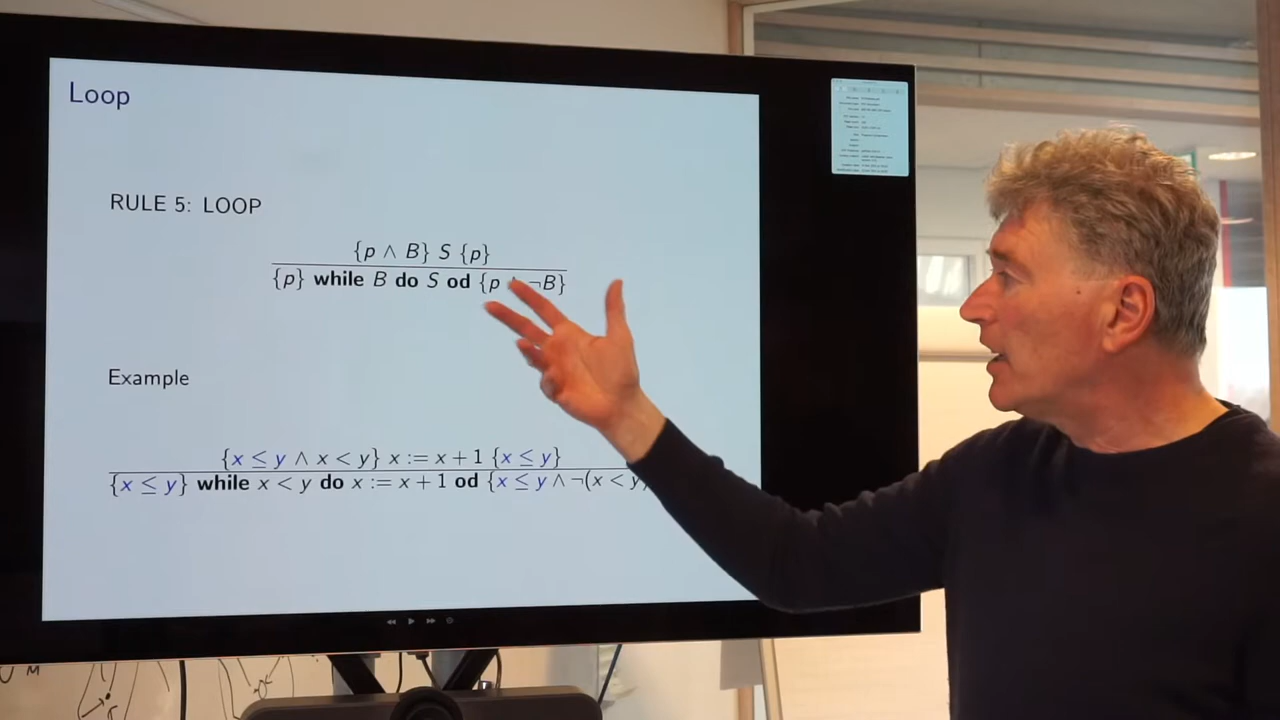 Loop
RULE 5: LOOP
{p ∧ B} S {p}
{p} while B do S od {p ¬B}
Example
{x ≤ y ∧ x < y} x := x + 1 {x ≤ y}
{x ≤ y} while x < y do x := x + 1 od {x ≤ y ∧ ¬(x < y)